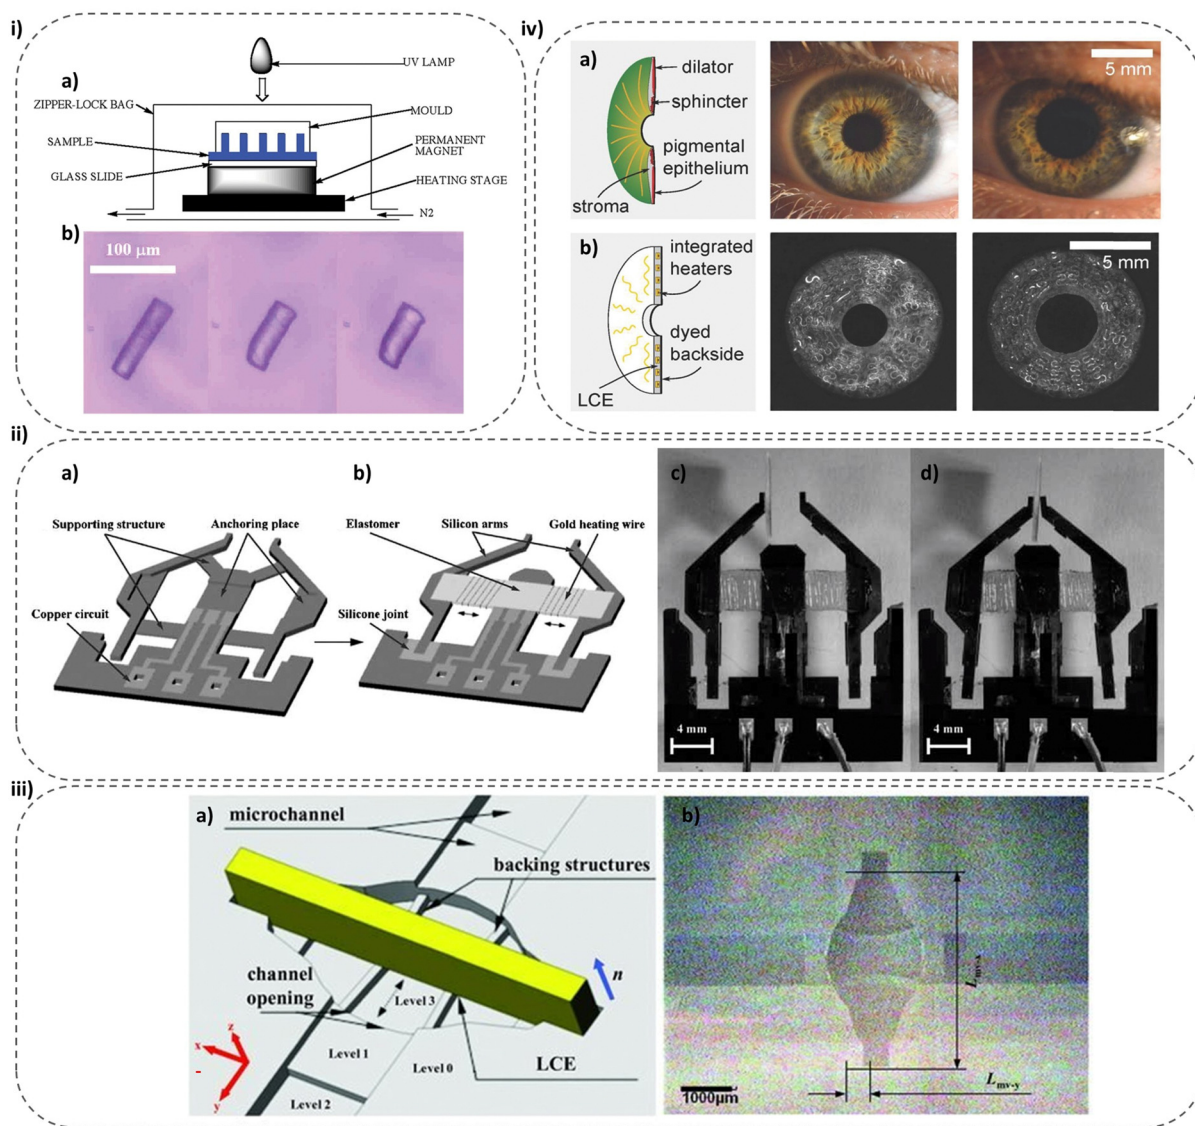 i)
a)
UV LAMP
ZIPPER-LOCK BAG
MOULD
SAMPLE
PERMANENT
MAGNET
GLASS SLIDE
HEATING STAGE
N2
b)
100 μm
iv)
a)
dilator
sphincter
pigmental
epithelium
stroma
5 mm
b)
integrated
heaters
dyed
backside
LCE
5 mm
ii)
a)
Supporting structure
Anchoring place
Copper circuit
b)
Elastomer
Silicon arms
Gold heating wire
Silicone joint
c)
4 mm
d)
4 mm
iii)
a)
microchannel
backing structures
n
channel
opening
Level 3
Level 1
Level 0
LCE
Level 2
z
x
y
b)
Lmv-x
Lmv-y
1000μm